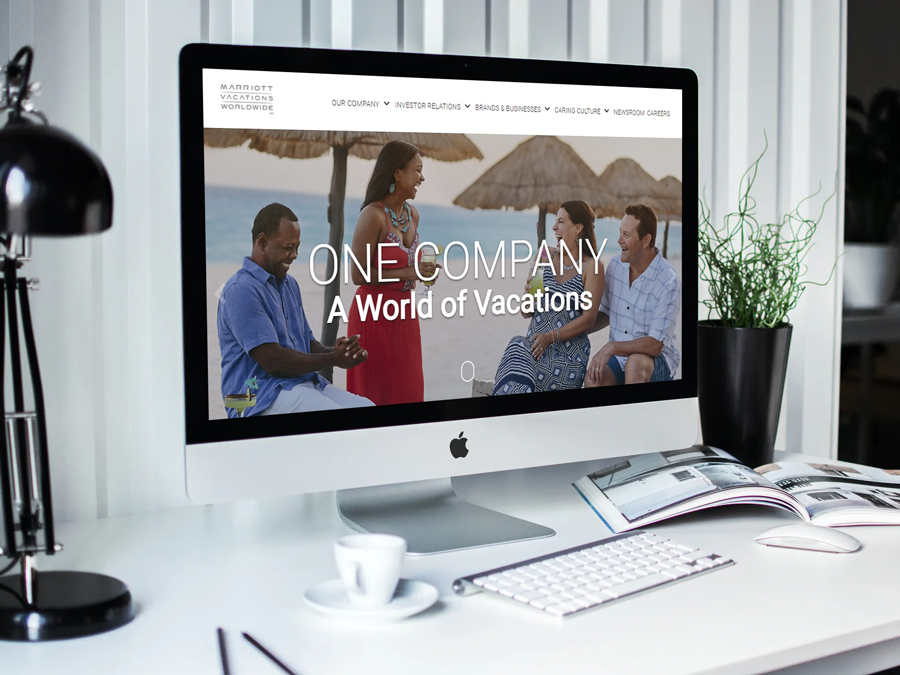 MARRIOTT
VACATIONS
WORLDWIDE
OUR COMPANY INVESTOR RELATIONS BRANDS & BUSINESSES CARING CULTURE NEWSROOM CAREERS
ONE COMPANY
A World of Vacations